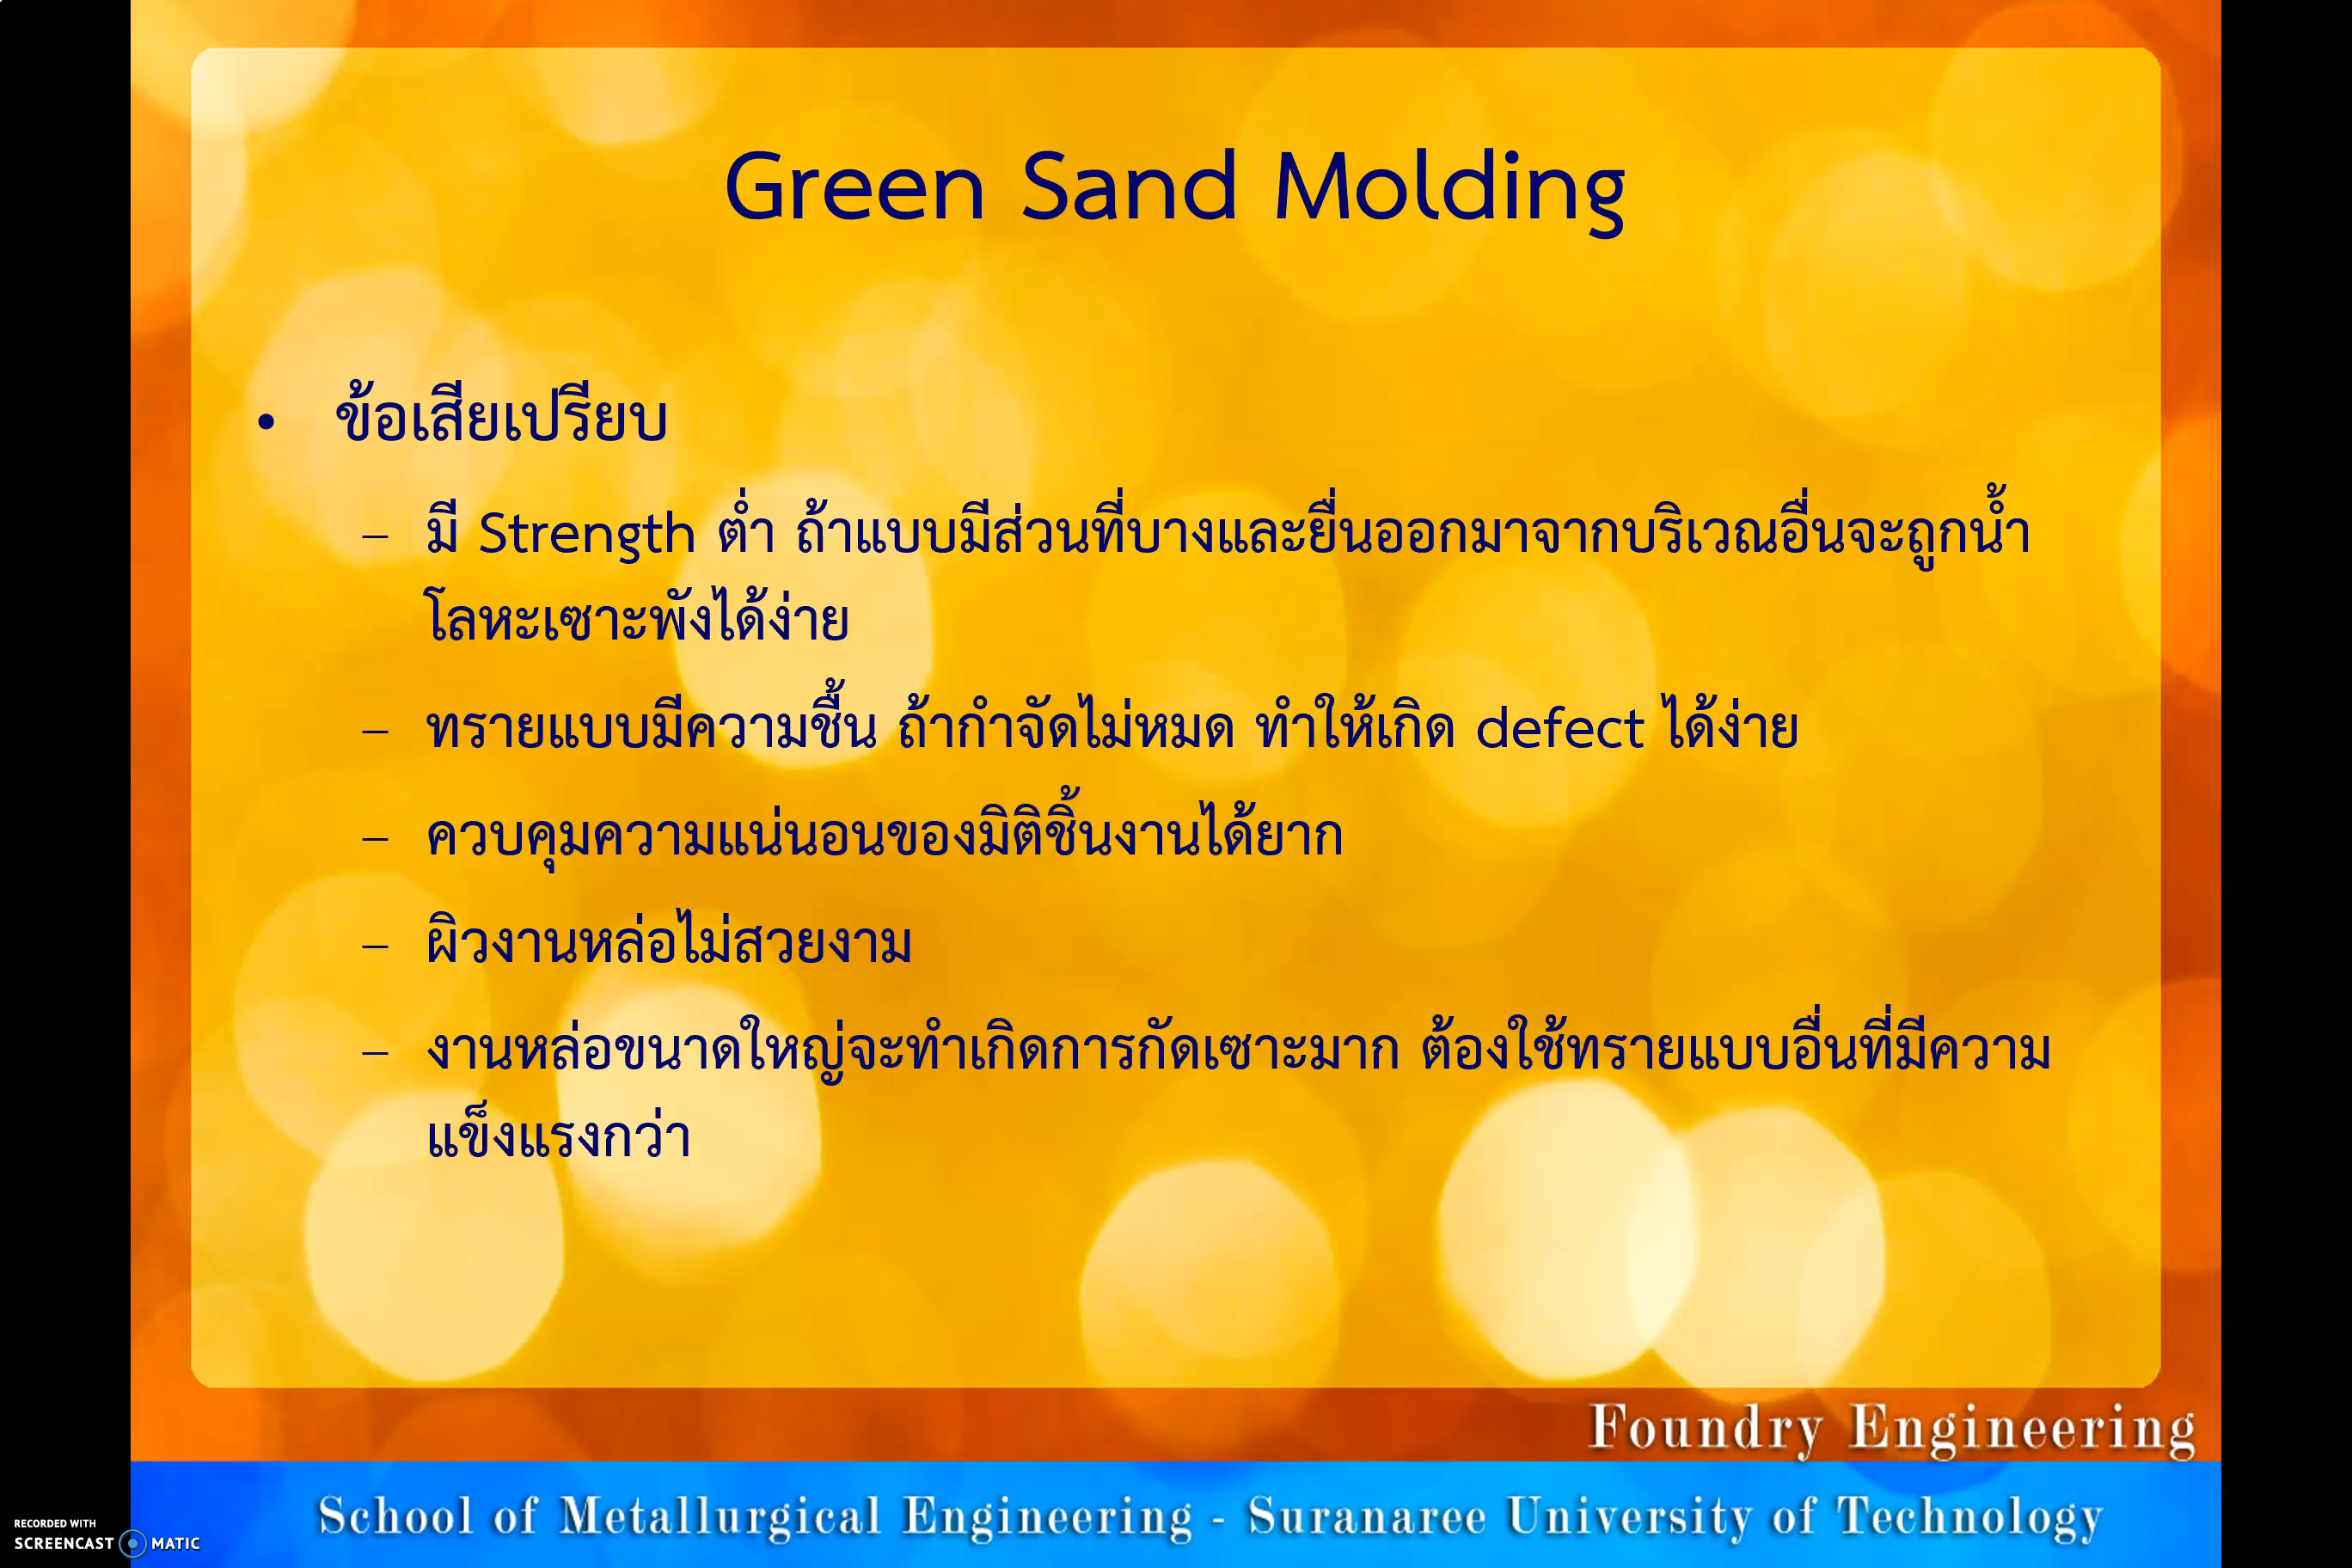 Green Sand Molding
• ข้อเสียเปรียบ
– มี Strength ต่ำ ถ้าแบบมีส่วนที่บางและยื่นออกมาจากบริเวณอื่นจะถูกน้ำ
โลหะเซาะพังได้ง่าย
– ทรายแบบมีความชื้น ถ้ากำจัดไม่หมด ทำให้เกิด defect ได้ง่าย
– ควบคุมความแน่นอนของมิติชิ้นงานได้ยาก
– ผิวงานหล่อไม่สวยงาม
– งานหล่อขนาดใหญ่จะทำเกิดการกัดเซาะมาก ต้องใช้ทรายแบบอื่นที่มีความ
แข็งแรงกว่า
Foundry Engineering
School of Metallurgical Engineering - Suranaree University of Technology
RECORDED WITH
SCREENCAST MATIC